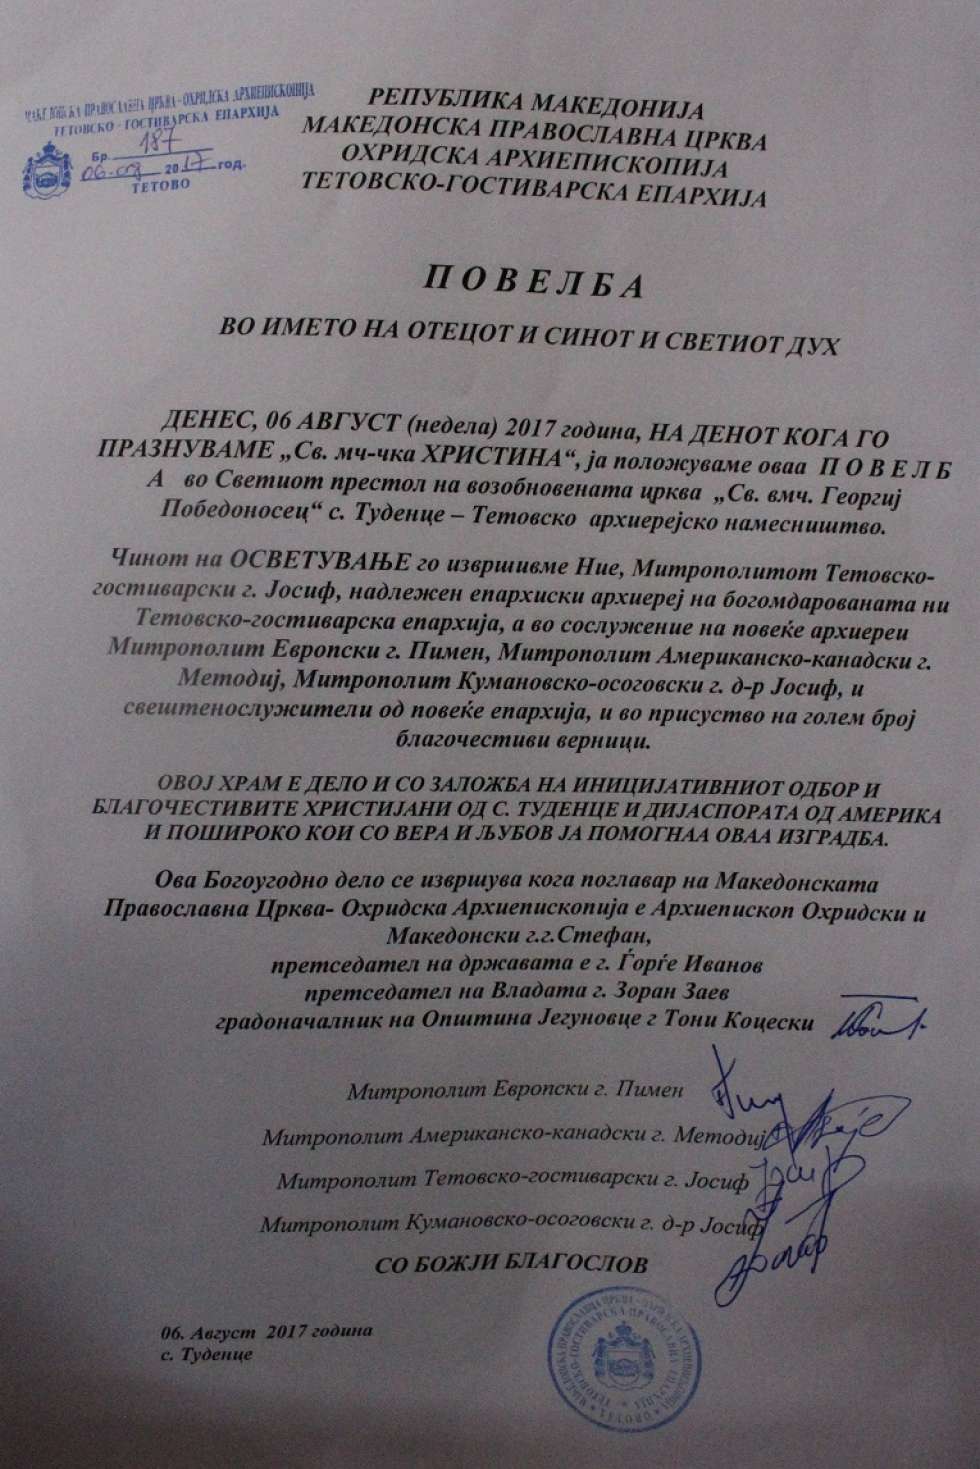 МАКЕДОНСКА ПРАВОСЛАВНА ЦРКВА - ОХРИДСКА АРХИЕПИСКОПИЈА
ТЕТОВСКО - ГОСТИВАРСКА ЕПАРХИЈА
Бр. 187
06-08 2017 год.
ТЕТОВО
РЕПУБЛИКА МАКЕДОНИЈА
МАКЕДОНСКА ПРАВОСЛАВНА ЦРКВА
ОХРИДСКА АРХИЕПИСКОПИЈА
ТЕТОВСКО-ГОСТИВАРСКА ЕПАРХИЈА
П О В Е Л Б А
ВО ИМЕТО НА ОТЕЦОТ И СИНОТ И СВЕТИОТ ДУХ
ДЕНЕС, 06 АВГУСТ (недела) 2017 година, НА ДЕНОТ КОГА ГО
ПРАЗНУВАМЕ „Св. мч-чка ХРИСТИНА“, ја положуваме оваа П О В Е Л Б
А во Светиот престол на возобновената црква „Св. вмч. Георгиј
Победоносец“ с. Туденце – Тетовско архиерејско намесништво.
Чинот на ОСВЕТУВАЊЕ го извршивме Ние, Митрополитот Тетовско-
гостиварски г. Јосиф, надлежен епархиски архиереј на богомдарованата ни
Тетовско-гостиварска епархија, а во сослужение на повеќе архиереи
Митрополит Европски г. Пимен, Митрополит Американско-канадски г.
Методиј, Митрополит Кумановско-осоговски г. д-р Јосиф, и
свештенослужители од повеќе епархија, и во присуство на голем број
благочестиви верници.
ОВОЈ ХРАМ Е ДЕЛО И СО ЗАЛОЖБА НА ИНИЦИЈАТИВНИОТ ОДБОР И
БЛАГОЧЕСТИВИТЕ ХРИСТИЈАНИ ОД С. ТУДЕНЦЕ И ДИЈАСПОРАТА ОД АМЕРИКА
И ПОШИРОКО КОИ СО ВЕРА И ЉУБОВ ЈА ПОМОГНАА ОВАА ИЗГРАДБА.
Ова Богоугодно дело се извршува кога поглавар на Македонската
Православна Црква- Охридска Архиепископија е Архиепископ Охридски и
Македонски г.г.Стефан,
претседател на државата е г. Ѓорѓе Иванов
претседател на Владата г. Зоран Заев
градоначалник на Општина Јегуновце г Тони Коцески
Митрополит Европски г. Пимен
Митрополит Американско-канадски г. Методиј
Митрополит Тетовско-гостиварски г. Јосиф
Митрополит Кумановско-осоговски г. д-р Јосиф
СО БОЖЈИ БЛАГОСЛОВ
06. Август 2017 година
с. Туденце